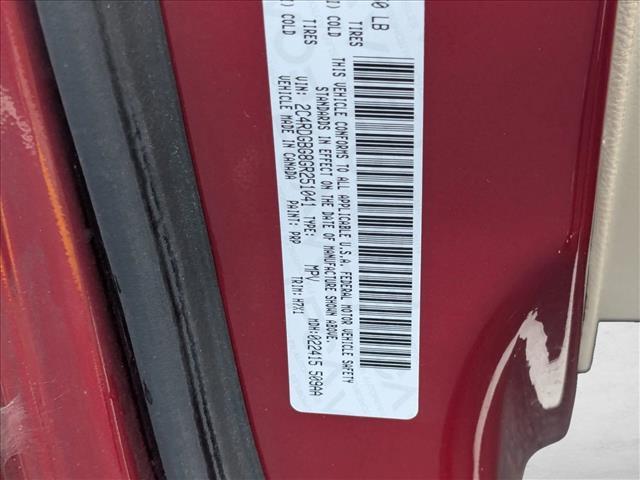 0 LB
TIRES
) COLD
TIRES
) COLD
THIS VEHICLE CONFORMS TO ALL APPLICABLE U.S.A. FEDERAL MOTOR VEHICLE SAFETY
STANDARDS IN EFFECT ON THE DATE OF MANUFACTURE SHOWN ABOVE.
VIN: 2C4RDGBG8GR251041 TYPE: MPV MDH:022415 509AA
VEHICLE MADE IN CANADA PAINT: PRP TRIM: H7X1